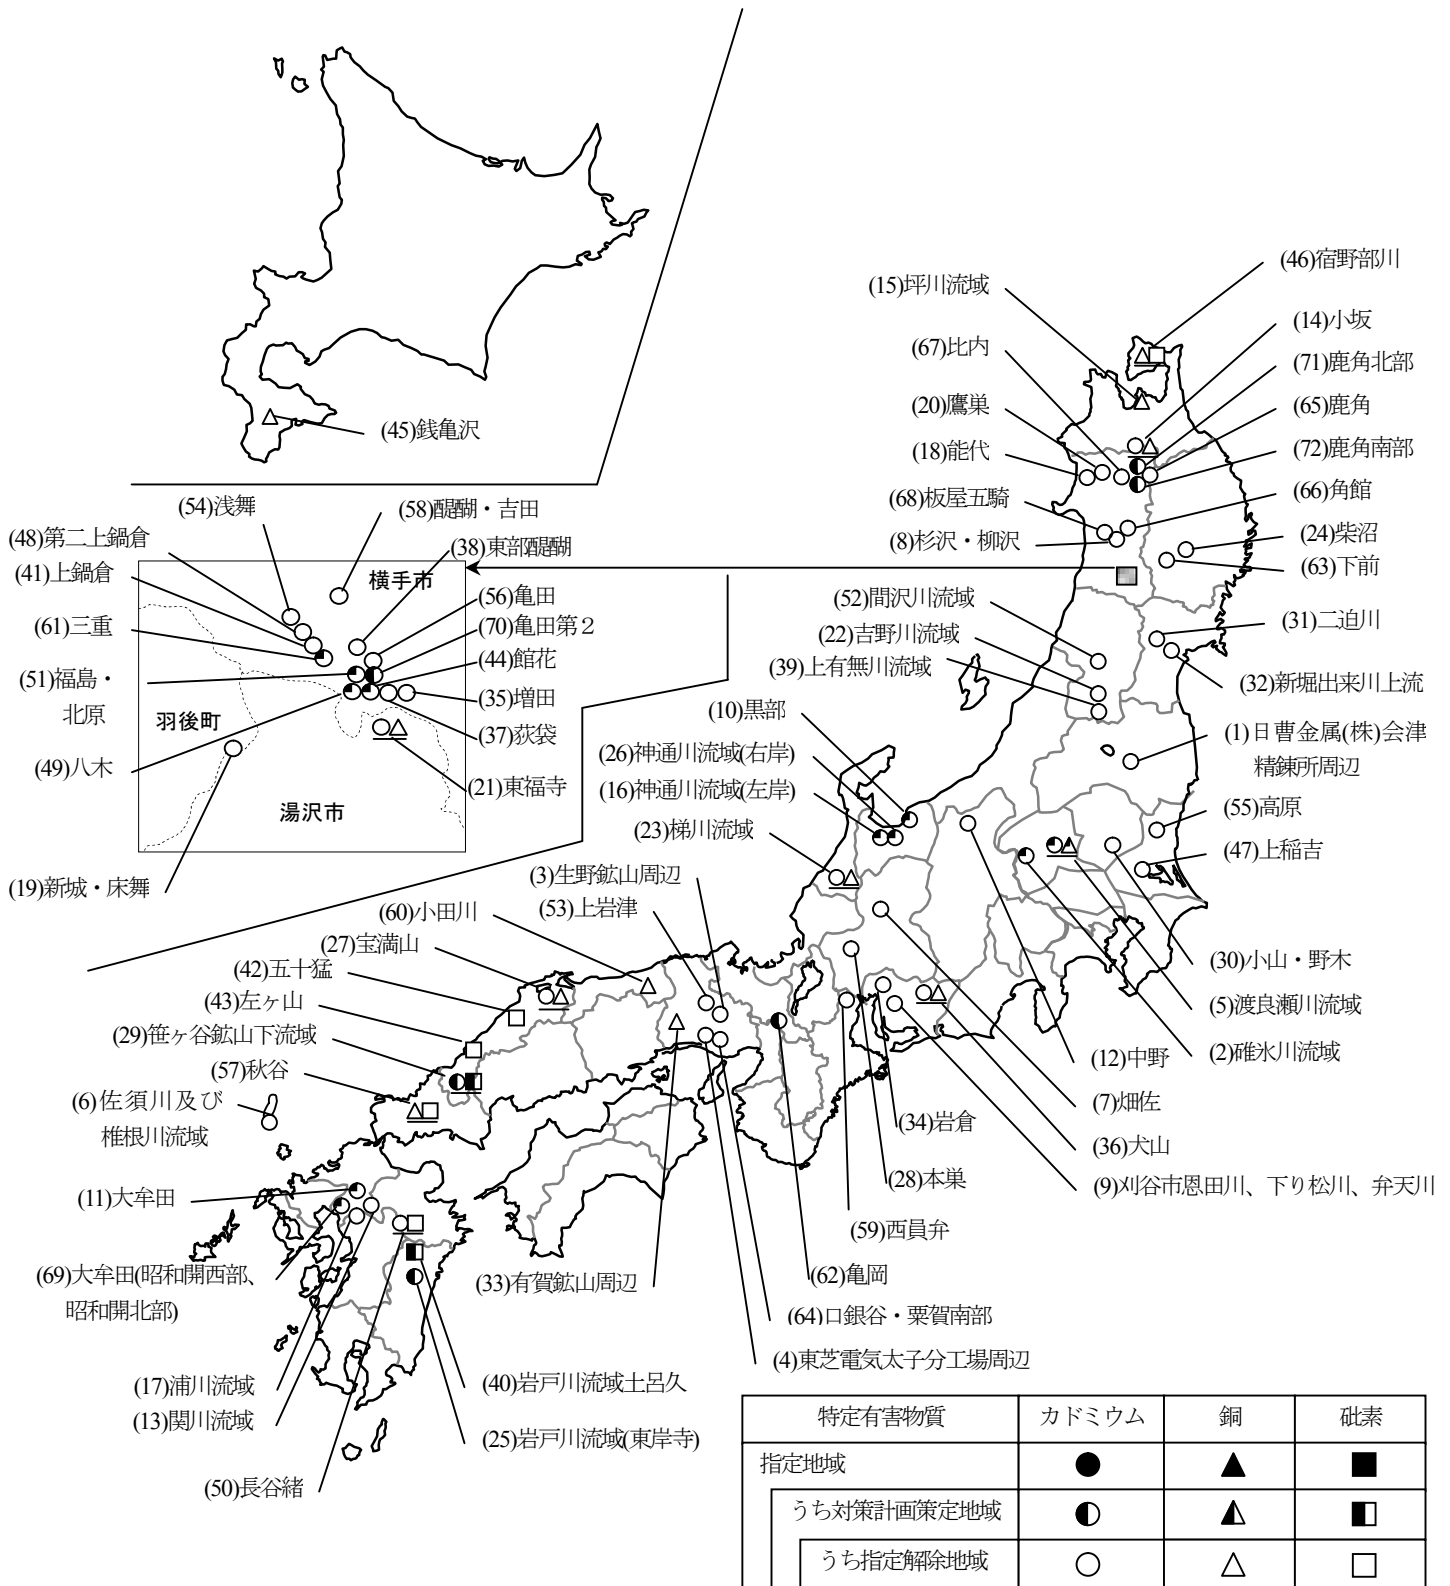 (46)宿野部川
(15)坪川流域
(14)小坂
(67)比内
(71)鹿角北部
(20)鷹巣
(65)鹿角
(18)能代
(72)鹿角南部
(68)板屋五騎
(66)角館
(8)杉沢・柳沢
(24)柴沼
(63)下前
(45)銭亀沢
(54)浅舞
(58)醍醐・吉田
(48)第二上鍋倉
(38)東部醍醐
(41)上鍋倉
横手市
(56)亀田
(61)三重
(70)亀田第2
(44)館花
(51)福島・
北原
(35)増田
羽後町
(37)荻袋
(49)八木
(21)東福寺
湯沢市
(19)新城・床舞
(52)間沢川流域
(31)二迫川
(22)吉野川流域
(39)上有無川流域
(32)新堀出来川上流
(10)黒部
(1)日曹金属(株)会津
精錬所周辺
(26)神通川流域(右岸)
(16)神通川流域(左岸)
(55)高原
(23)梯川流域
(47)上稲吉
(3)生野鉱山周辺
(53)上岩津
(60)小田川
(27)宝満山
(42)五十猛
(30)小山・野木
(43)左ヶ山
(5)渡良瀬川流域
(29)笹ヶ谷鉱山下流域
(12)中野
(2)碓氷川流域
(57)秋谷
(6)佐須川及び
椎根川流域
(7)畑佐
(34)岩倉
(36)犬山
(28)本巣
(9)刈谷市恩田川、下り松川、弁天川
(11)大牟田
(59)西員弁
(69)大牟田(昭和開西部、
昭和開北部)
(33)有賀鉱山周辺
(62)亀岡
(64)口銀谷・粟賀南部
(4)東芝電気太子分工場周辺
(17)浦川流域
(40)岩戸川流域土呂久
(13)関川流域
(25)岩戸川流域(東岸寺)
(50)長谷緒
特定有害物質 カドミウム 銅 砒素
指定地域 ● ▲ ■
うち対策計画策定地域 ◐ ◮ ◧
うち指定解除地域 ○ △ □